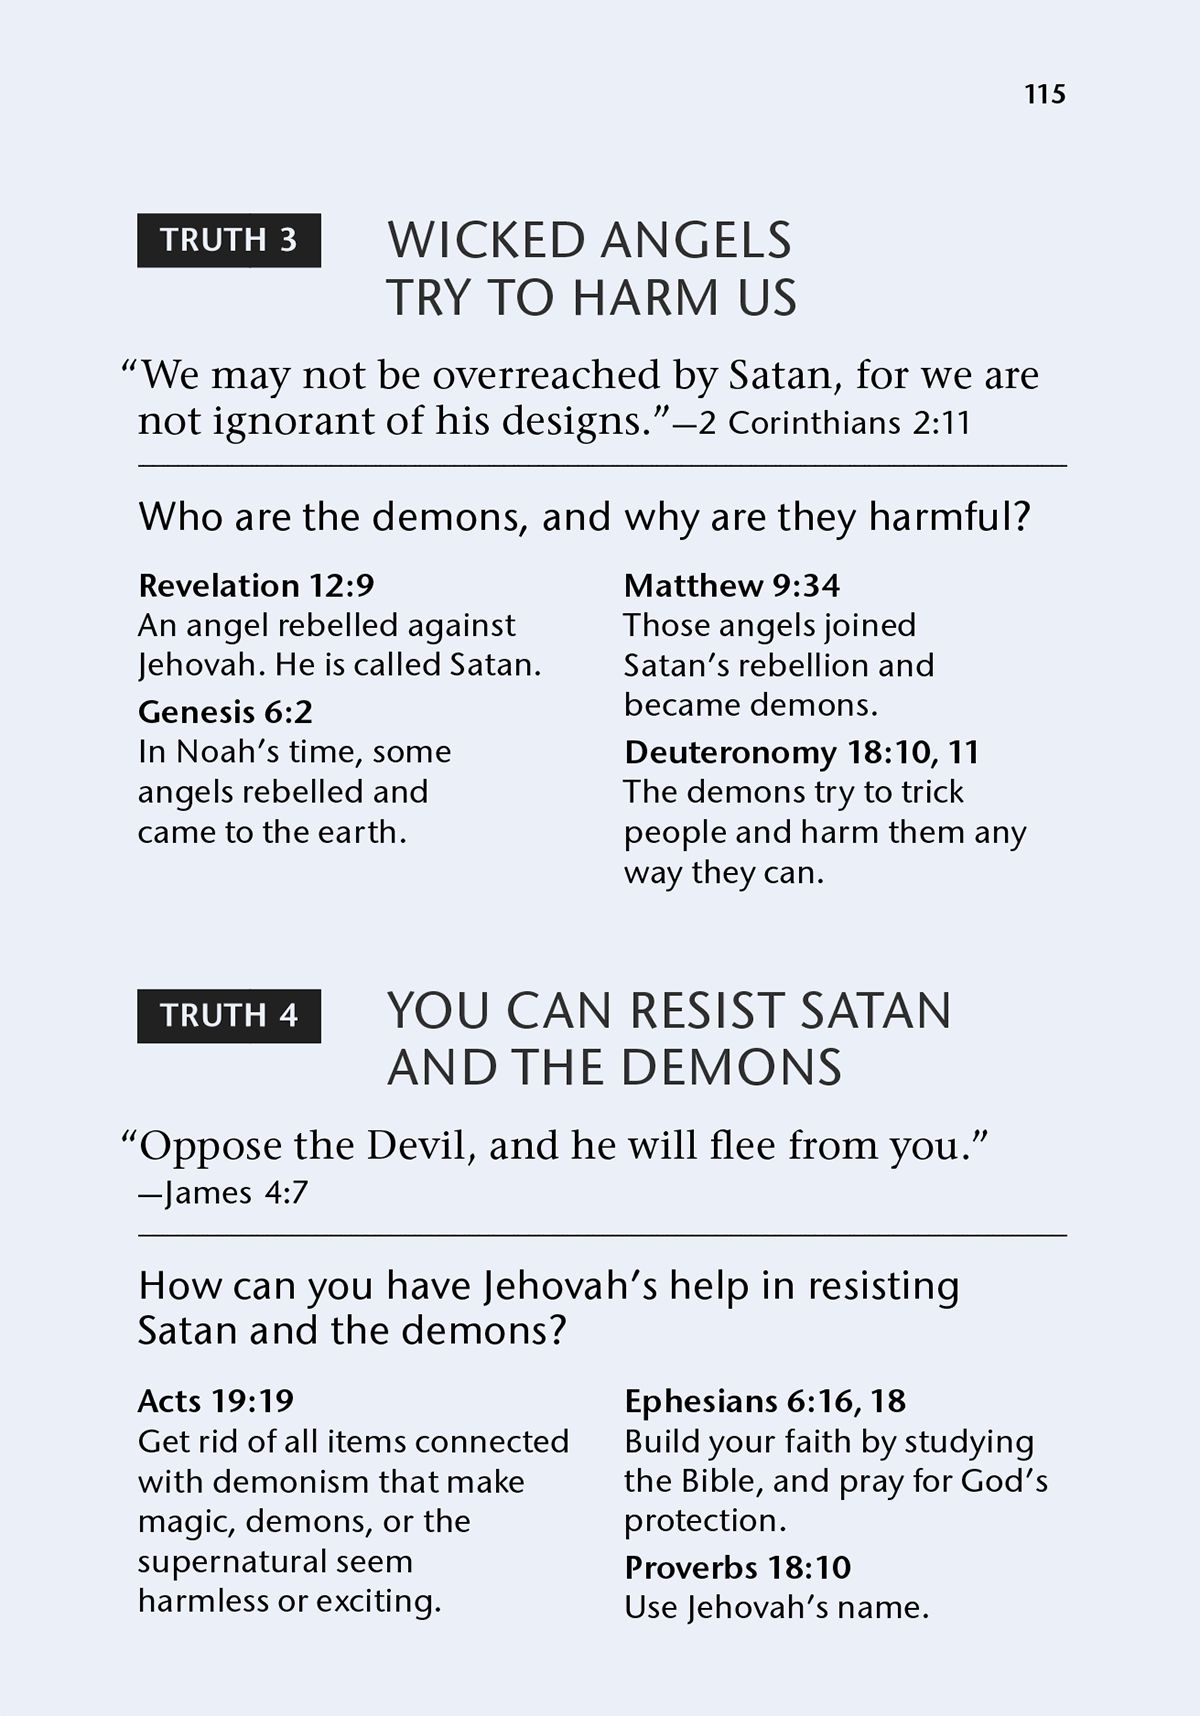 115
TRUTH 3
WICKED ANGELS
TRY TO HARM US
“We may not be overreached by Satan, for we are
not ignorant of his designs.”—2 Corinthians 2:11
Who are the demons, and why are they harmful?
Revelation 12:9
An angel rebelled against
Jehovah. He is called Satan.
Genesis 6:2
In Noah’s time, some
angels rebelled and
came to the earth.
Matthew 9:34
Those angels joined
Satan’s rebellion and
became demons.
Deuteronomy 18:10, 11
The demons try to trick
people and harm them any
way they can.
TRUTH 4
YOU CAN RESIST SATAN
AND THE DEMONS
“Oppose the Devil, and he will flee from you.”
—James 4:7
How can you have Jehovah’s help in resisting
Satan and the demons?
Acts 19:19
Get rid of all items connected
with demonism that make
magic, demons, or the
supernatural seem
harmless or exciting.
Ephesians 6:16, 18
Build your faith by studying
the Bible, and pray for God’s
protection.
Proverbs 18:10
Use Jehovah’s name.